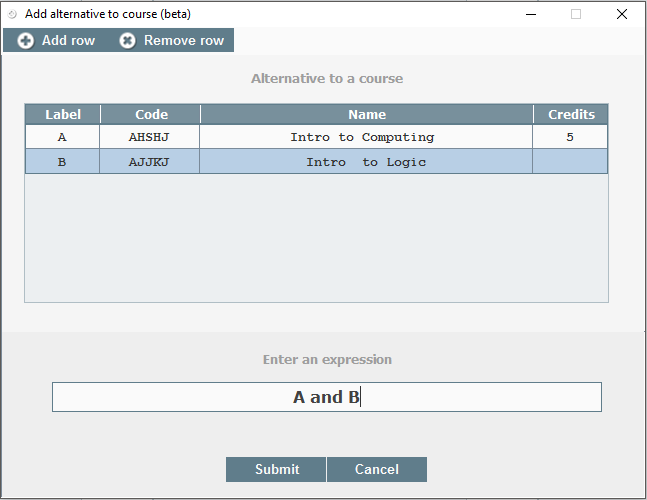 Add alternative to course (beta)
Add row Remove row
Alternative to a course
Label Code Name Credits
A AHSHJ Intro to Computing 5
B AJJKJ Intro  to Logic
Enter an expression
A and B
Submit Cancel